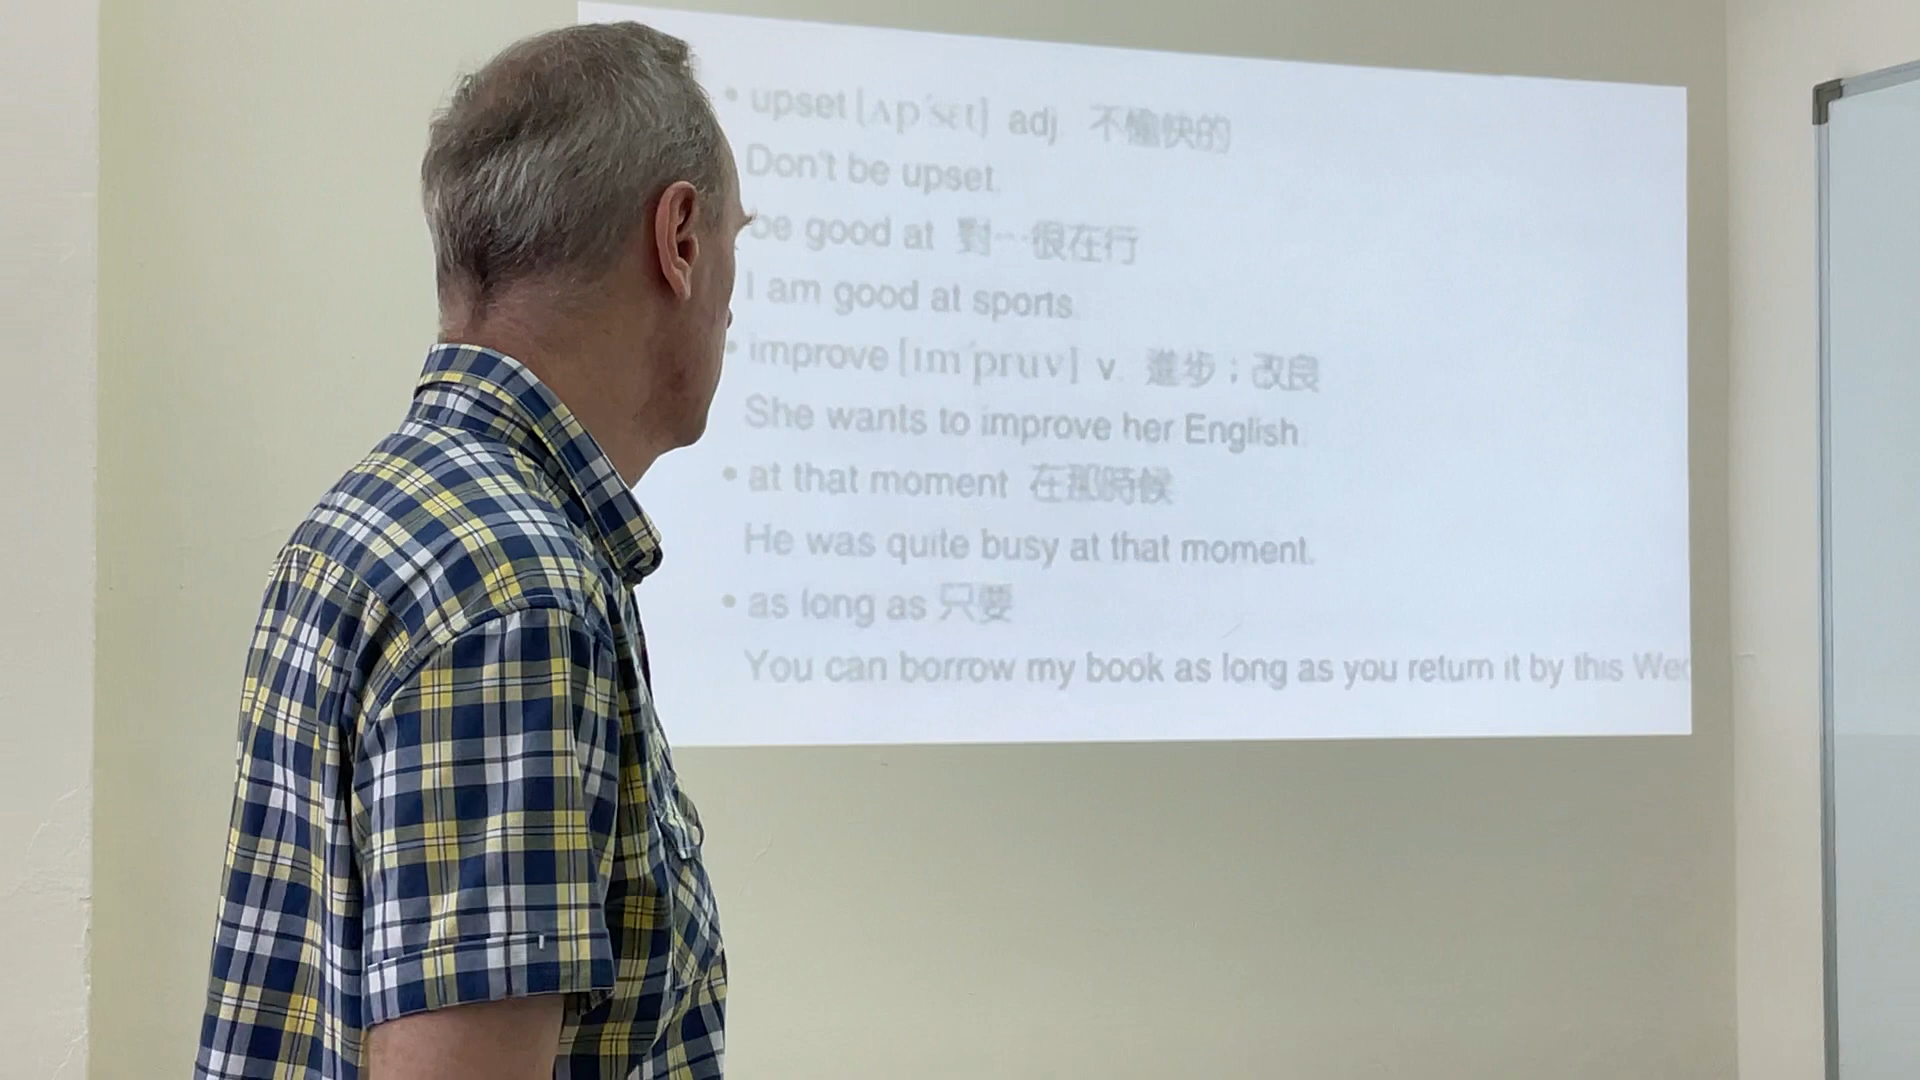 • upset [ʌpˈsɛt] adj 不愉快的
Don't be upset.
be good at 對…很在行
I am good at sports.
• improve [ɪmˈpruv] v 進步；改良
She wants to improve her English.
• at that moment 在那時候
He was quite busy at that moment.
• as long as 只要
You can borrow my book as long as you return it by this Wed